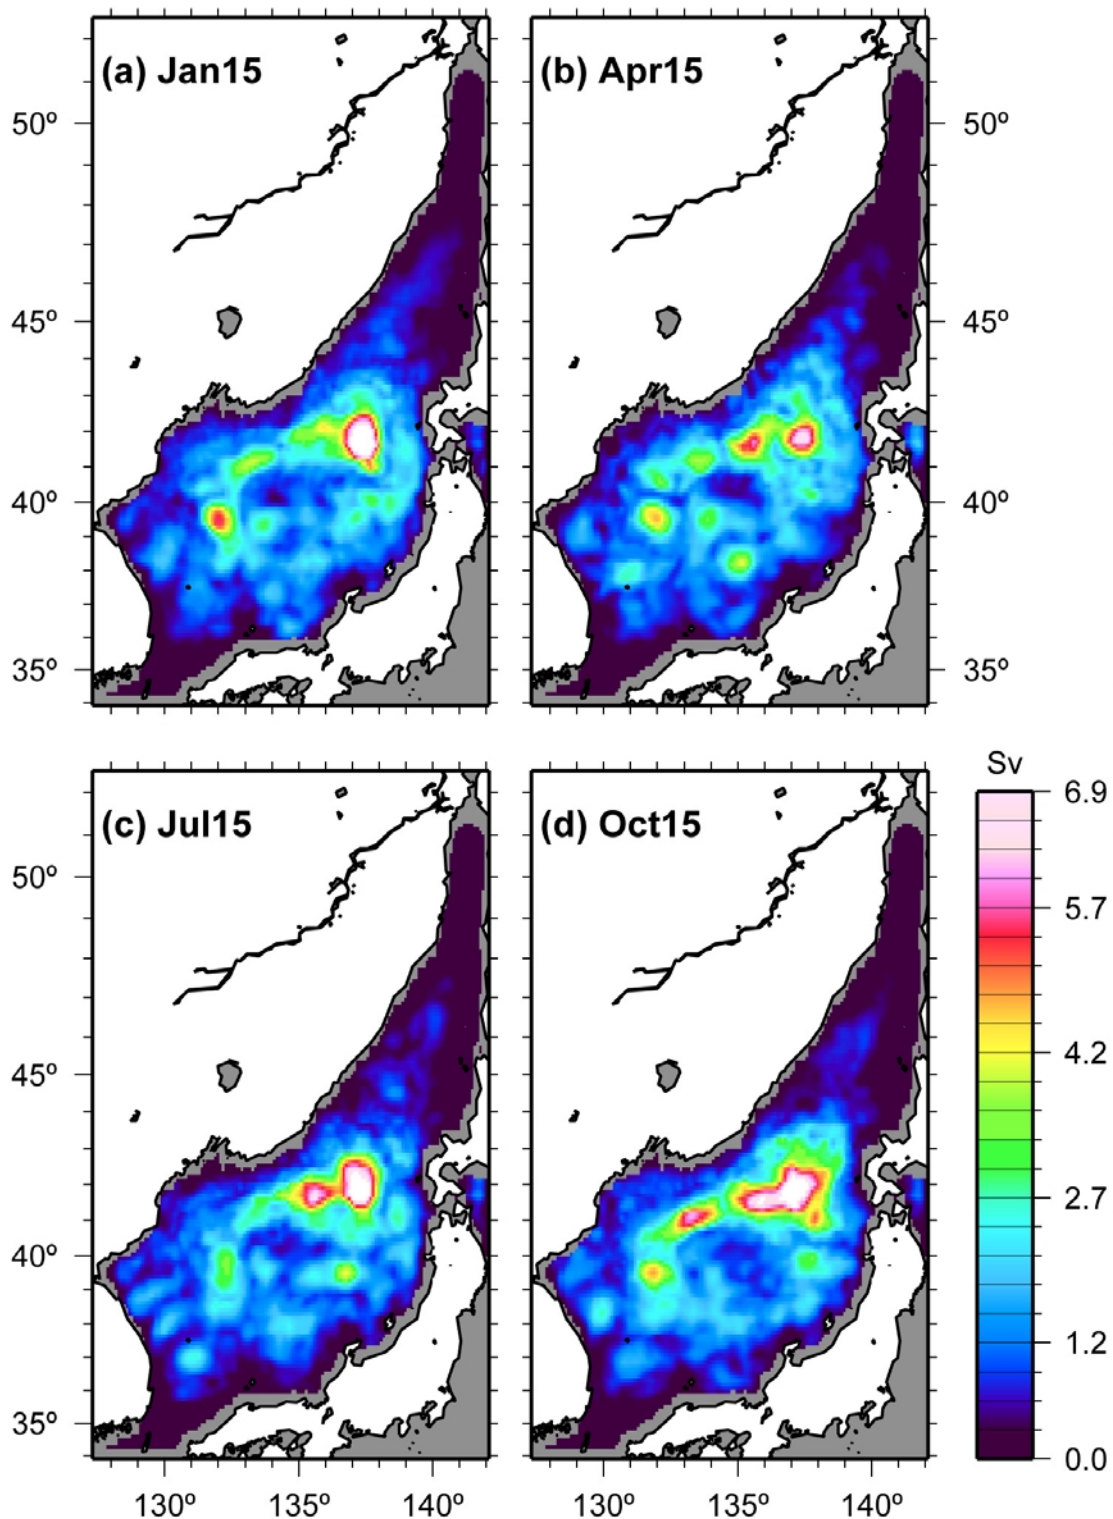 (a) Jan15
(b) Apr15
50º
50º
45º
45º
40º
40º
35º
35º
(c) Jul15
(d) Oct15
Sv
6.9
5.7
4.2
2.7
1.2
0.0
50º
45º
40º
35º
130º
135º
140º
130º
135º
140º